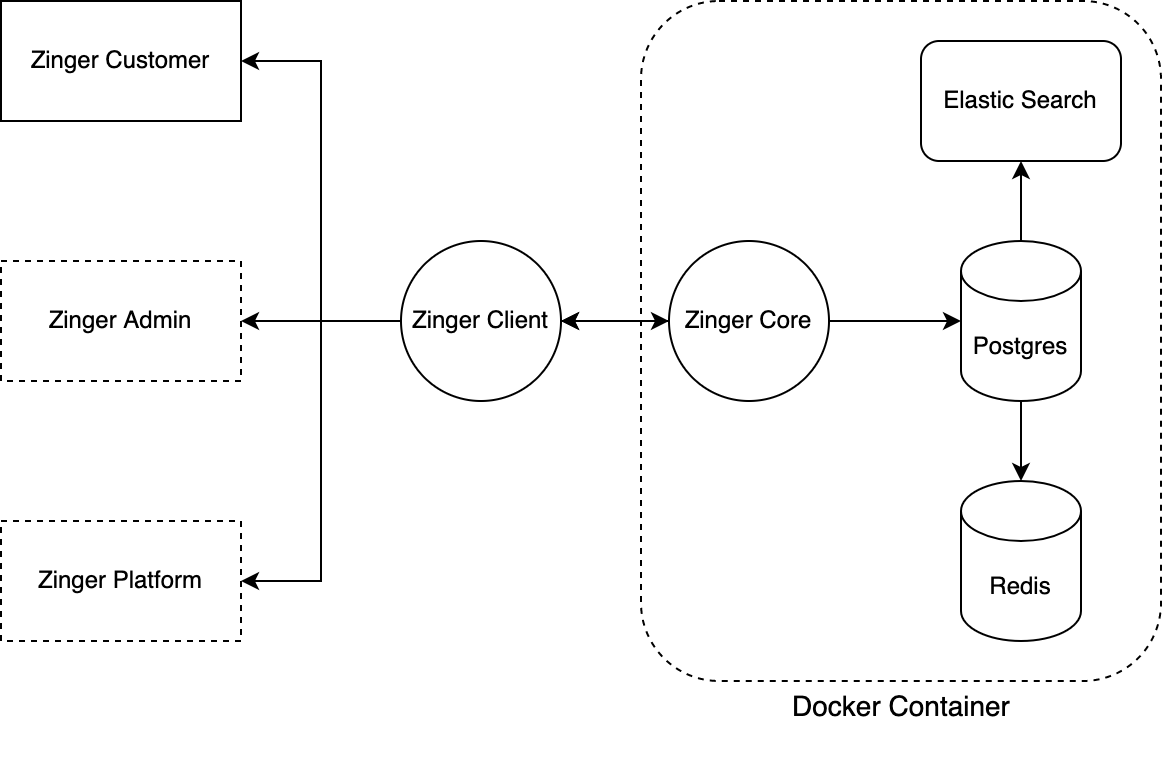 Zinger Customer
Elastic Search
Zinger Admin
Zinger Client
Zinger Core
Postgres
Zinger Platform
Redis
Docker Container